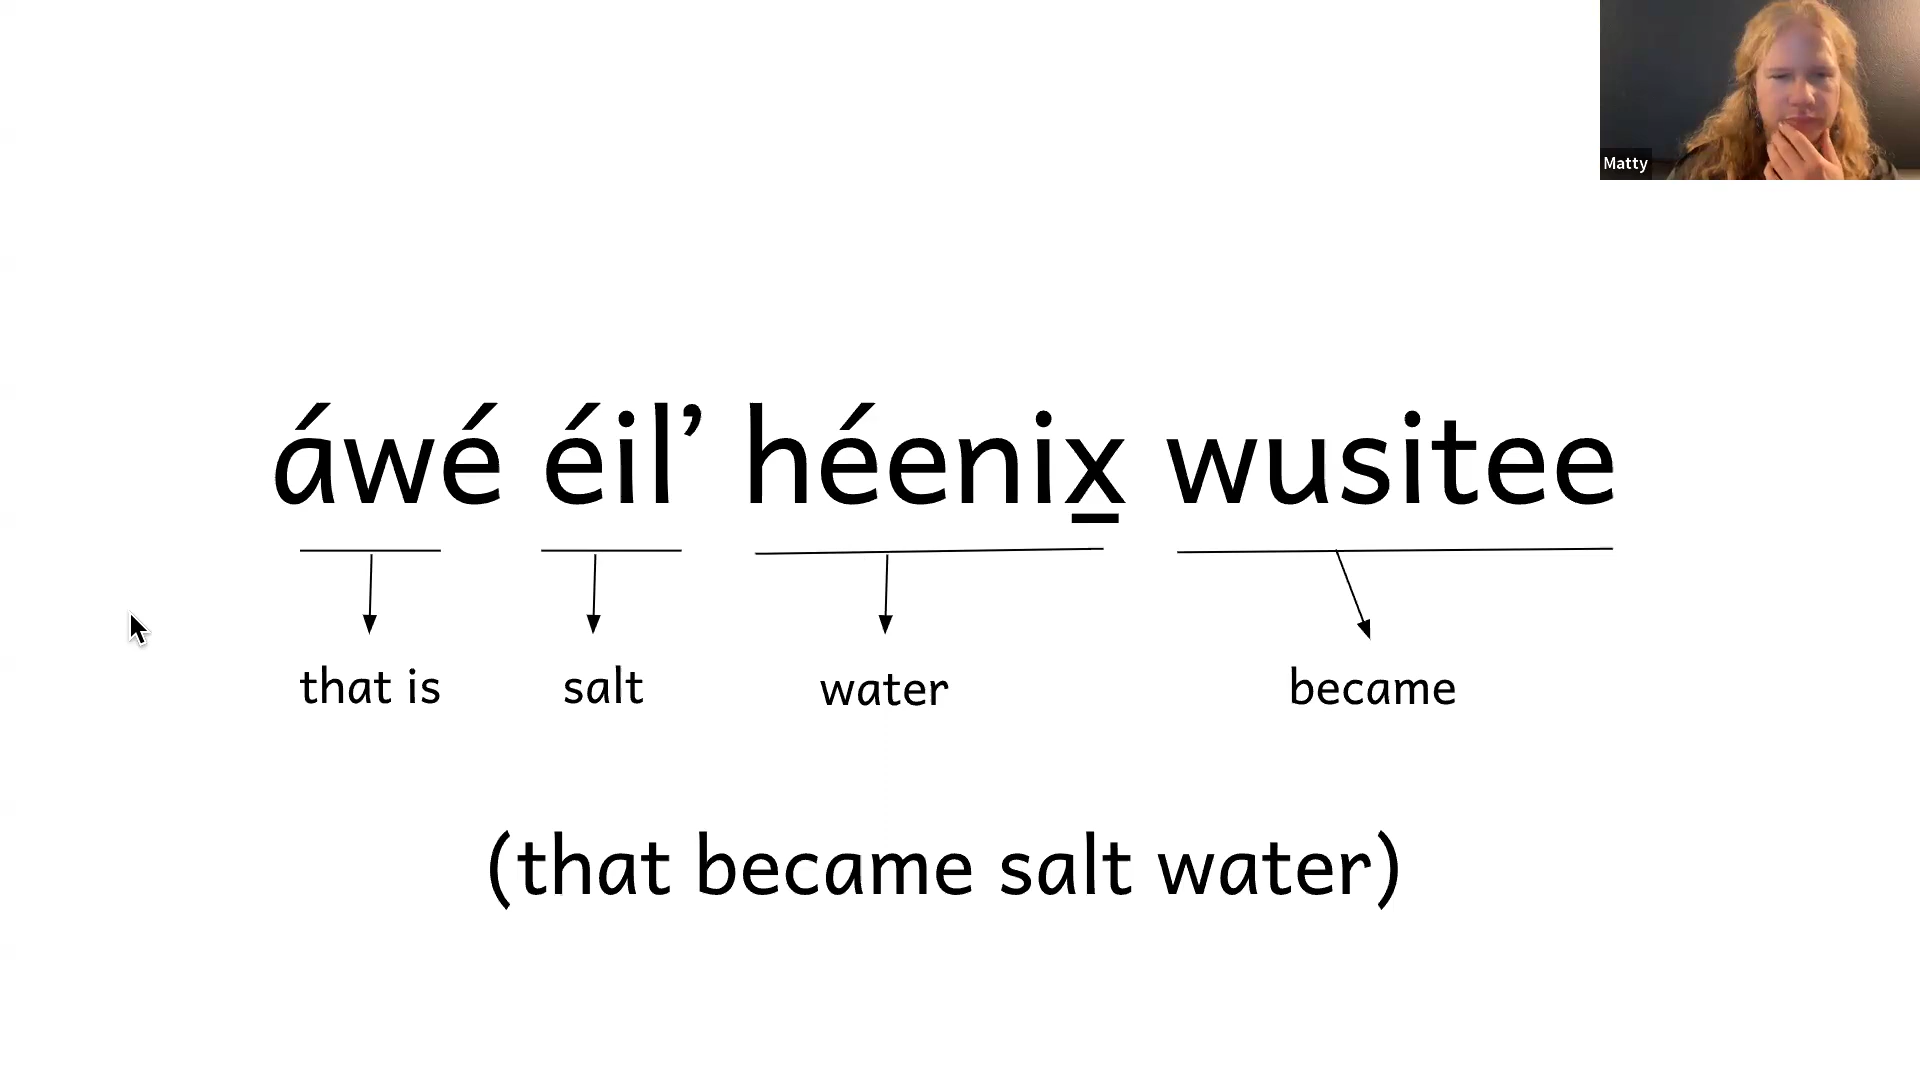 Matty
áwé éil’ héenix̲ wusitee
that is salt water became
(that became salt water)